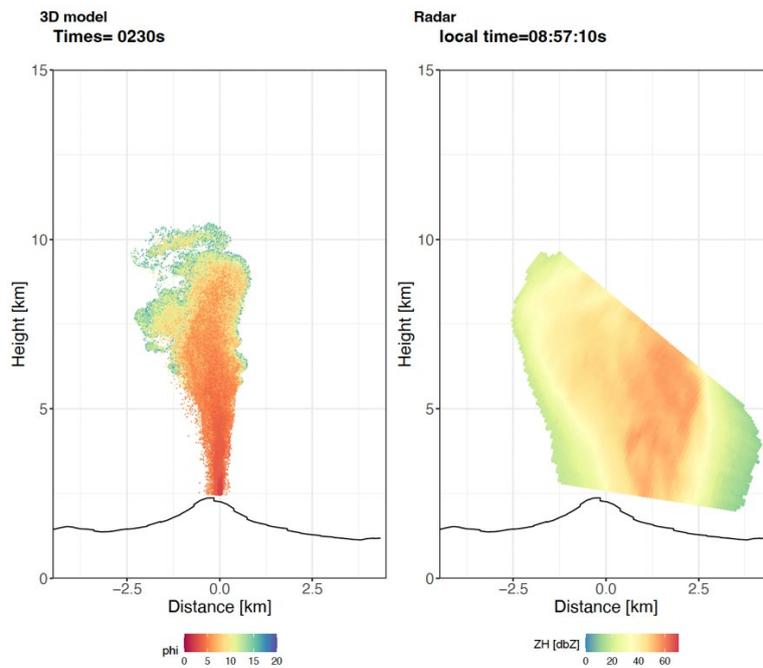 3D model
Times= 0230s
Radar
local time=08:57:10s
15
10
5
0
Height [km]
−2.5 0.0 2.5
Distance [km]
phi
0 5 10 15 20
15
10
5
0
Height [km]
−2.5 0.0 2.5
Distance [km]
ZH [dbZ]
0 20 40 60